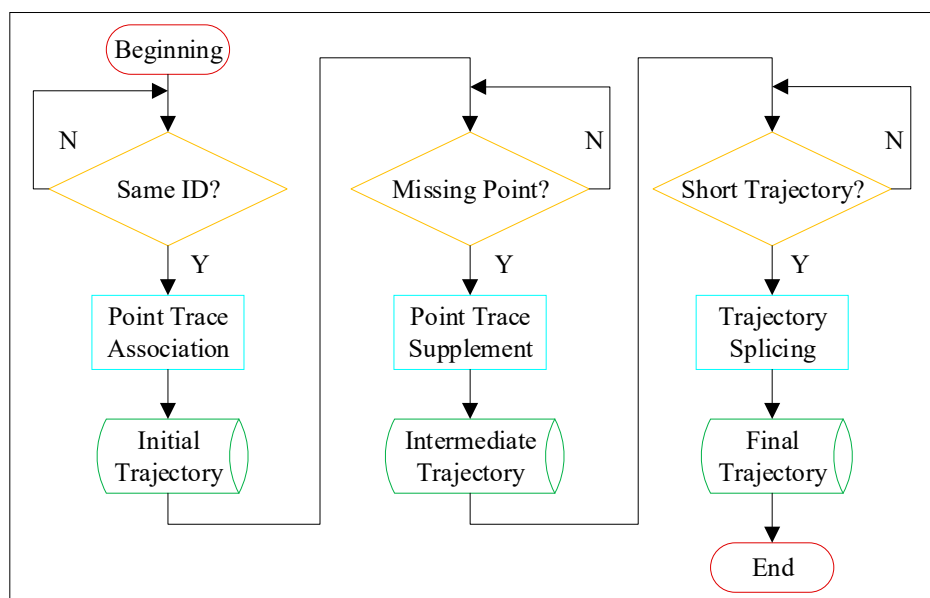 Beginning
N
Same ID?
Y
Point Trace
Association
Initial
Trajectory
N
Missing Point?
Y
Point Trace
Supplement
Intermediate
Trajectory
N
Short Trajectory?
Y
Trajectory
Splicing
Final
Trajectory
End